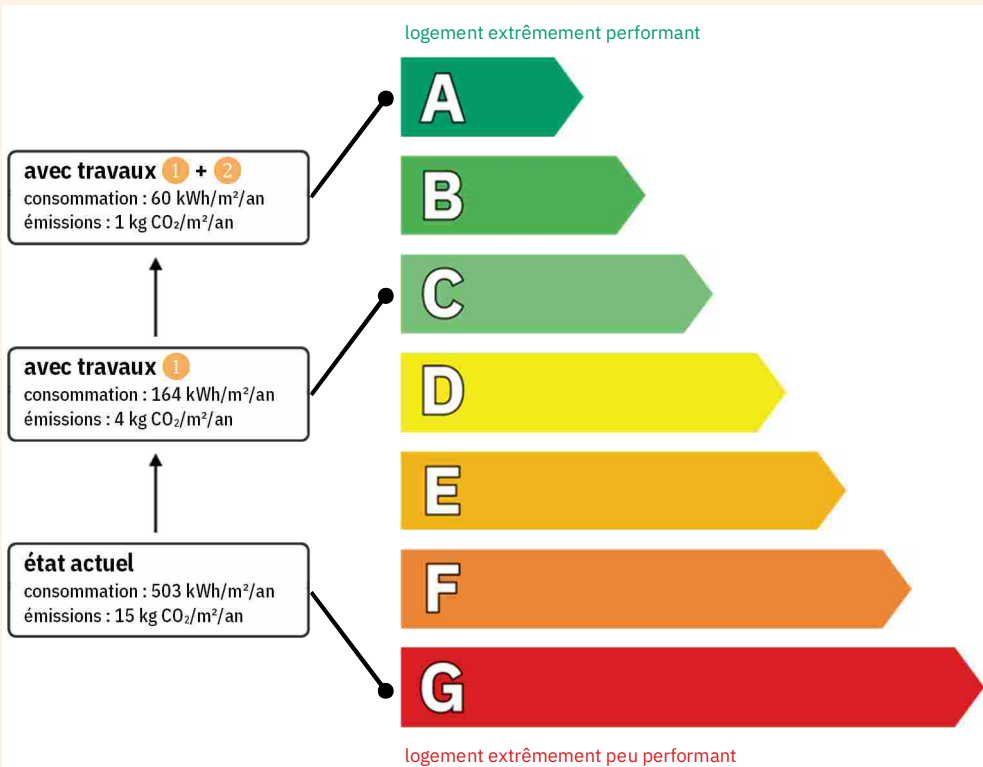 logement extrêmement performant
A
avec travaux 1 + 2
consommation : 60 kWh/m²/an
émissions : 1 kg CO₂/m²/an
B
C
avec travaux 1
consommation : 164 kWh/m²/an
émissions : 4 kg CO₂/m²/an
D
E
état actuel
consommation : 503 kWh/m²/an
émissions : 15 kg CO₂/m²/an
F
G
logement extrêmement peu performant